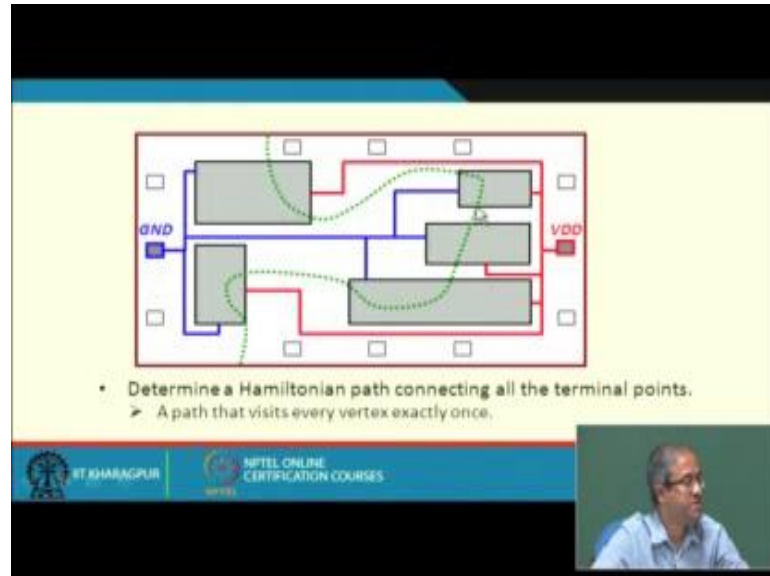 GND
VDD
• Determine a Hamiltonian path connecting all the terminal points.
➤ A path that visits every vertex exactly once.
IIT KHARAGPUR
NPTEL ONLINE
CERTIFICATION COURSES
NPTEL